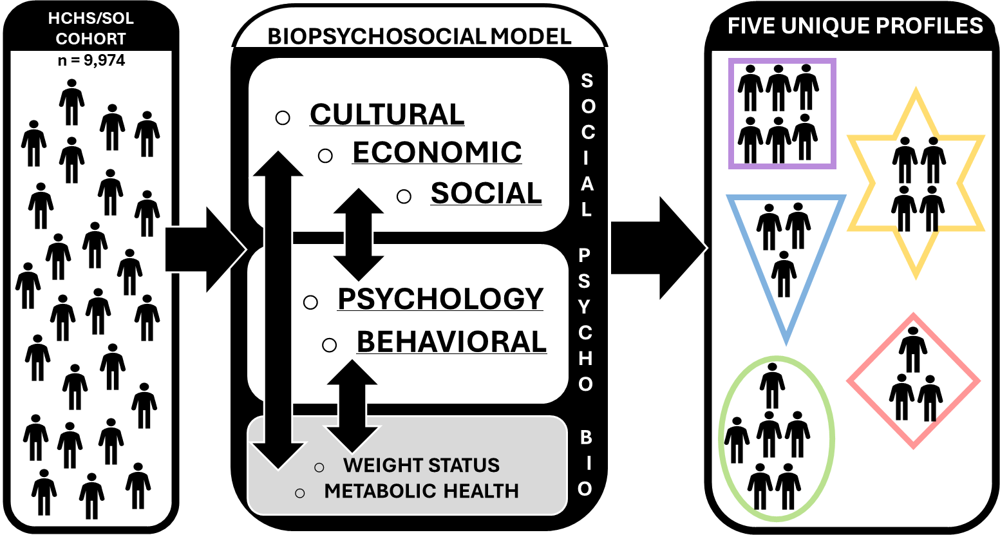 HCHS/SOL
COHORT
n = 9,974
BIOPSYCHOSOCIAL MODEL
○ CULTURAL
○ ECONOMIC
○ SOCIAL
○ PSYCHOLOGY
○ BEHAVIORAL
○ WEIGHT STATUS
○ METABOLIC HEALTH
SOCIAL
PSYCHO
BIO
FIVE UNIQUE PROFILES